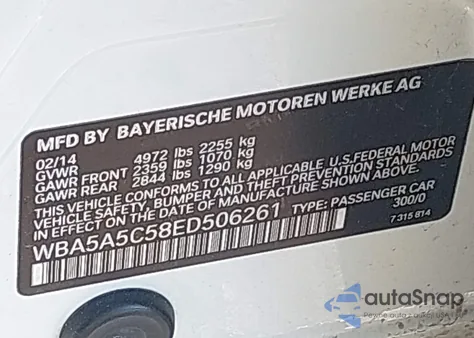 MFD BY BAYERISCHE MOTOREN WERKE AG
02/14
GVWR 4972 lbs 2255 kg
GAWR FRONT 2359 lbs 1070 kg
GAWR REAR 2844 lbs 1290 kg
THIS VEHICLE CONFORMS TO ALL APPLICABLE U.S.FEDERAL MOTOR
VEHICLE SAFETY, BUMPER, AND THEFT PREVENTION STANDARDS IN
EFFECT ON THE DATE OF MANUFACTURE SHOWN ABOVE.
WBA5A5C58ED506261 TYPE: PASSENGER CAR
300/0
7 315 814
autoSnap